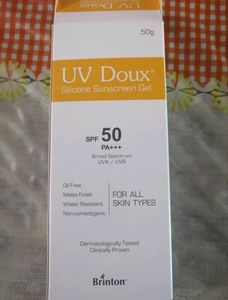 UV Doux
50g
UV Doux®
Silicone Sunscreen Gel
SPF 50
PA+++
Broad Spectrum
UVA / UVB
Oil Free
Matte Finish
Water Resistant
Non-comedogenic
FOR ALL
SKIN TYPES
Dermatologically Tested
Clinically Proven
Brinton®